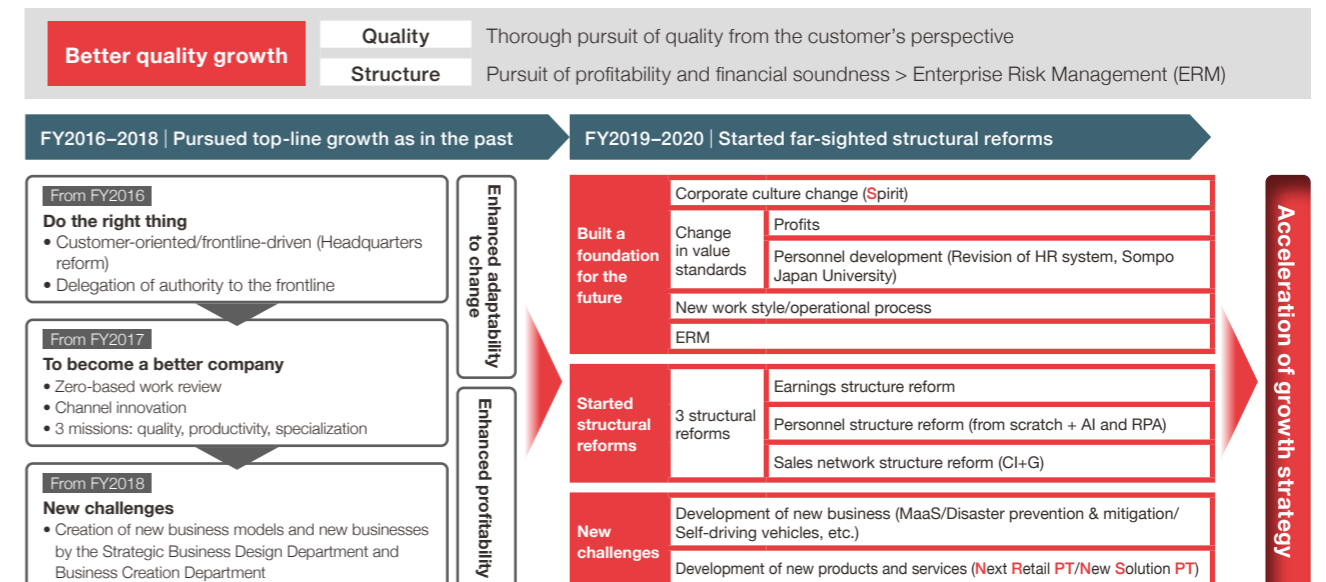 Better quality growth
Quality
Thorough pursuit of quality from the customer's perspective
Structure
Pursuit of profitability and financial soundness > Enterprise Risk Management (ERM)
FY2016–2018 | Pursued top-line growth as in the past
From FY2016
Do the right thing
• Customer-oriented/frontline-driven (Headquarters
reform)
• Delegation of authority to the frontline
From FY2017
To become a better company
• Zero-based work review
• Channel innovation
• 3 missions: quality, productivity, specialization
From FY2018
New challenges
• Creation of new business models and new businesses
by the Strategic Business Design Department and
Business Creation Department
Enhanced adaptability
to change
Enhanced profitability
FY2019–2020 | Started far-sighted structural reforms
Built a
foundation
for the
future
Corporate culture change (Spirit)
Change
in value
standards
Profits
Personnel development (Revision of HR system, Sompo
Japan University)
New work style/operational process
ERM
Started
structural
reforms
3 structural
reforms
Earnings structure reform
Personnel structure reform (from scratch + AI and RPA)
Sales network structure reform (CI+G)
New
challenges
Development of new business (MaaS/Disaster prevention & mitigation/
Self-driving vehicles, etc.)
Development of new products and services (Next Retail PT/New Solution PT)
Acceleration of growth strategy